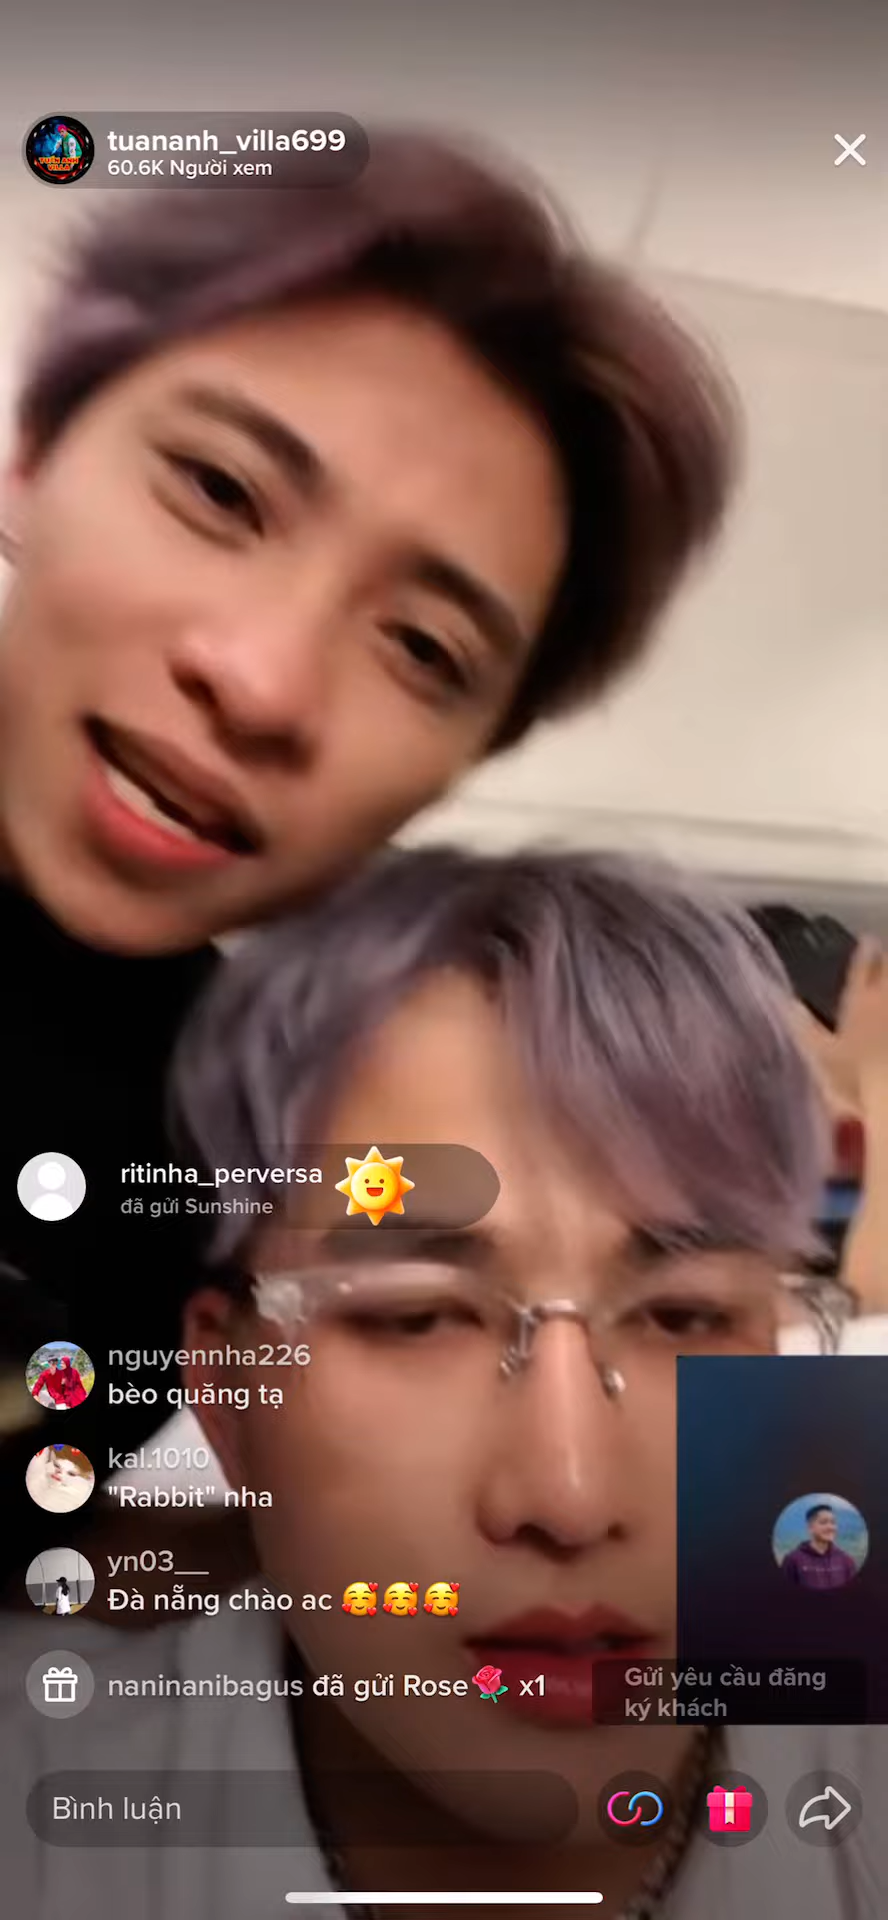 tuananh_villa699
60.6K Người xem
ritinha_perversa
đã gửi Sunshine
nguyennha226
bèo quăng tạ
kal.1010
"Rabbit" nha
yn03__
Đà nẵng chào ac 🥰🥰🥰
naninanibagus đã gửi Rose🌹 x1
Gửi yêu cầu đăng
ký khách
Bình luận